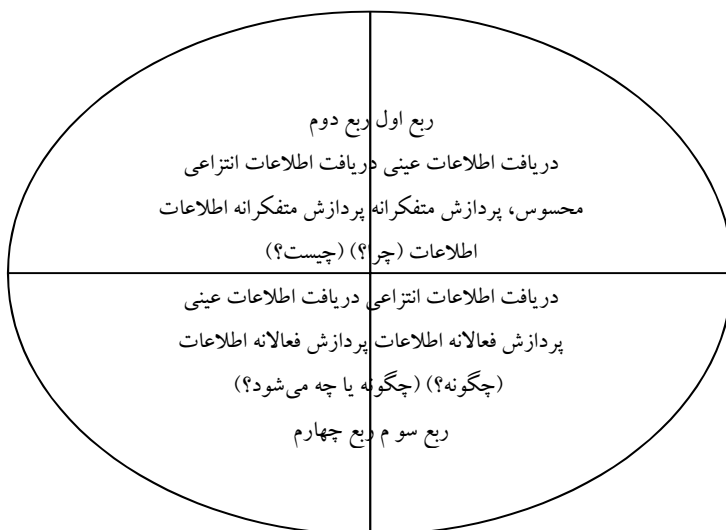 ربع اول ربع دوم
دریافت اطلاعات عینی دریافت اطلاعات انتزاعی
محسوس، پردازش متفکرانه پردازش متفکرانه اطلاعات
اطلاعات (چرا؟) (چیست؟)
دریافت اطلاعات انتزاعی دریافت اطلاعات عینی
پردازش فعالانه اطلاعات پردازش فعالانه اطلاعات
(چگونه؟) (چگونه یا چه می‌شود؟)
ربع سو م ربع چهارم